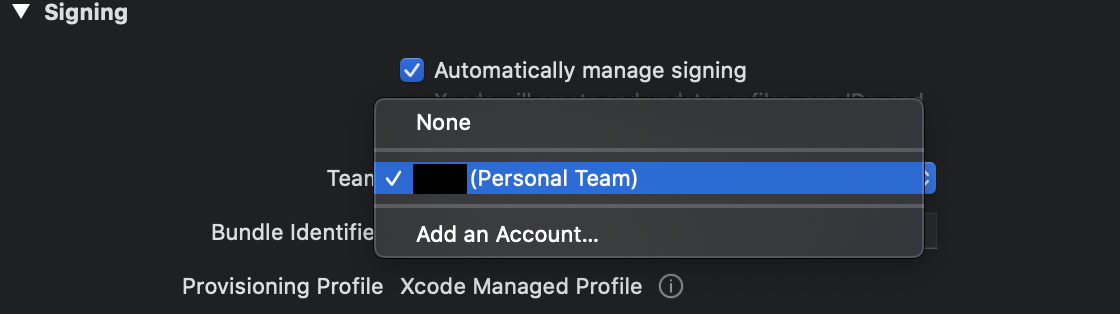 Signing
Automatically manage signing
None
Team (Personal Team)
Bundle Identifie
Add an Account...
Provisioning Profile Xcode Managed Profile